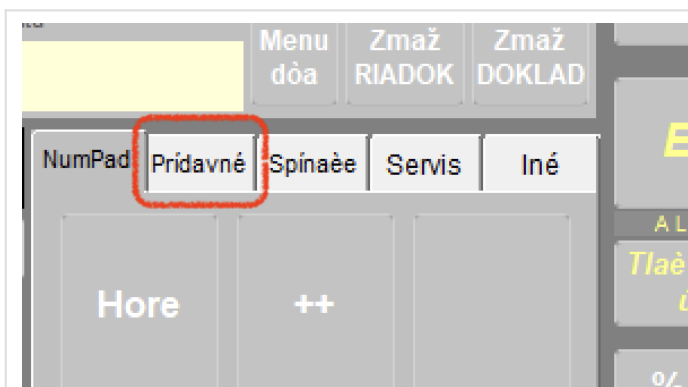 Menu Zmaž Zmaž
dòa RIADOK DOKLAD
NumPad Prídavné Spínaèe Servis Iné
Hore ++
E
A L
Tlaè
ú
%